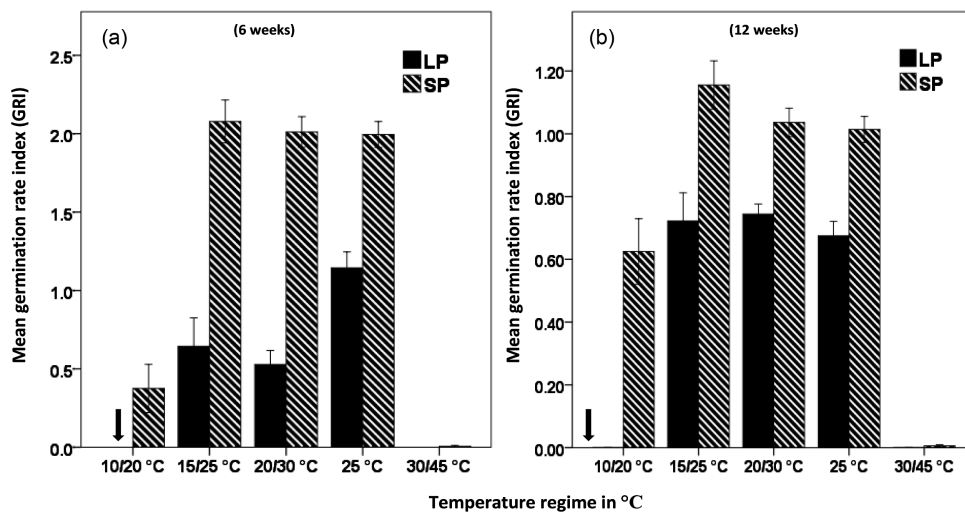 (a)
(6 weeks)
LP
SP
2.5
2.0
1.5
1.0
0.5
0.0
Mean germination rate index (GRI)
10/20 °C 15/25 °C 20/30 °C 25 °C 30/45 °C
(b)
(12 weeks)
LP
SP
1.20
1.00
0.80
0.60
0.40
0.20
0.00
Mean germination rate index (GRI)
10/20 °C 15/25 °C 20/30 °C 25 °C 30/45 °C
Temperature regime in °C